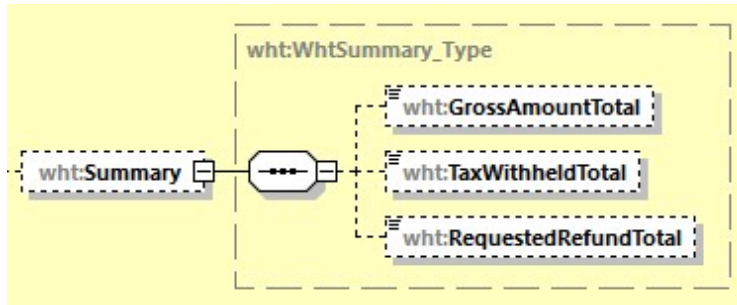 wht:WhtSummary_Type
wht:GrossAmountTotal
wht:Summary
wht:TaxWithheldTotal
wht:RequestedRefundTotal